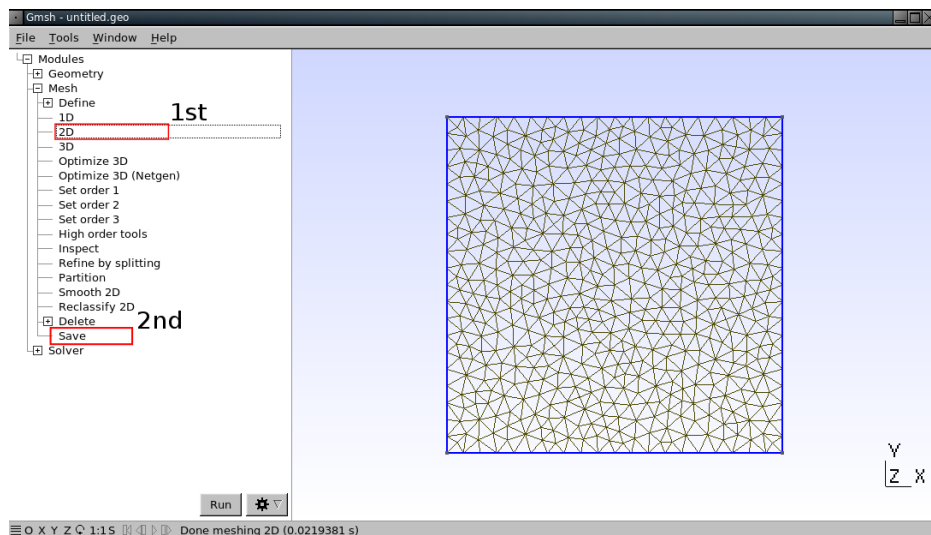 Gmsh - untitled.geo
File Tools Window Help
Modules
Geometry
Mesh
Define
1D
1st
2D
3D
Optimize 3D
Optimize 3D (Netgen)
Set order 1
Set order 2
Set order 3
High order tools
Inspect
Refine by splitting
Partition
Smooth 2D
Reclassify 2D
Delete
2nd
Save
Solver
Y
Z X
Run
O X Y Z 1:1 S Done meshing 2D (0.0219381 s)